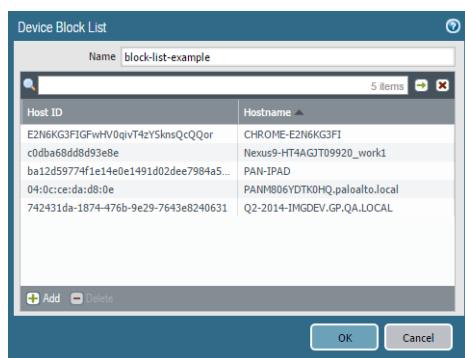 Device Block List
Name block-list-example
5 items
Host ID Hostname
E2N6KG3FIGFwHV0qivT4zYSknsQcQQor CHROME-E2N6KG3FI
c0dba68dd8d93e8e Nexus9-HT4AGJT09920_work1
ba12d59774f1e14e0e1491d02dee7984a5... PAN-IPAD
04:0c:ce:da:d8:0e PANM806YDTK0HQ.paloalto.local
742431da-1874-476b-9e29-7643e8240631 Q2-2014-IMGDEV.GP.QA.LOCAL
Add Delete
OK Cancel